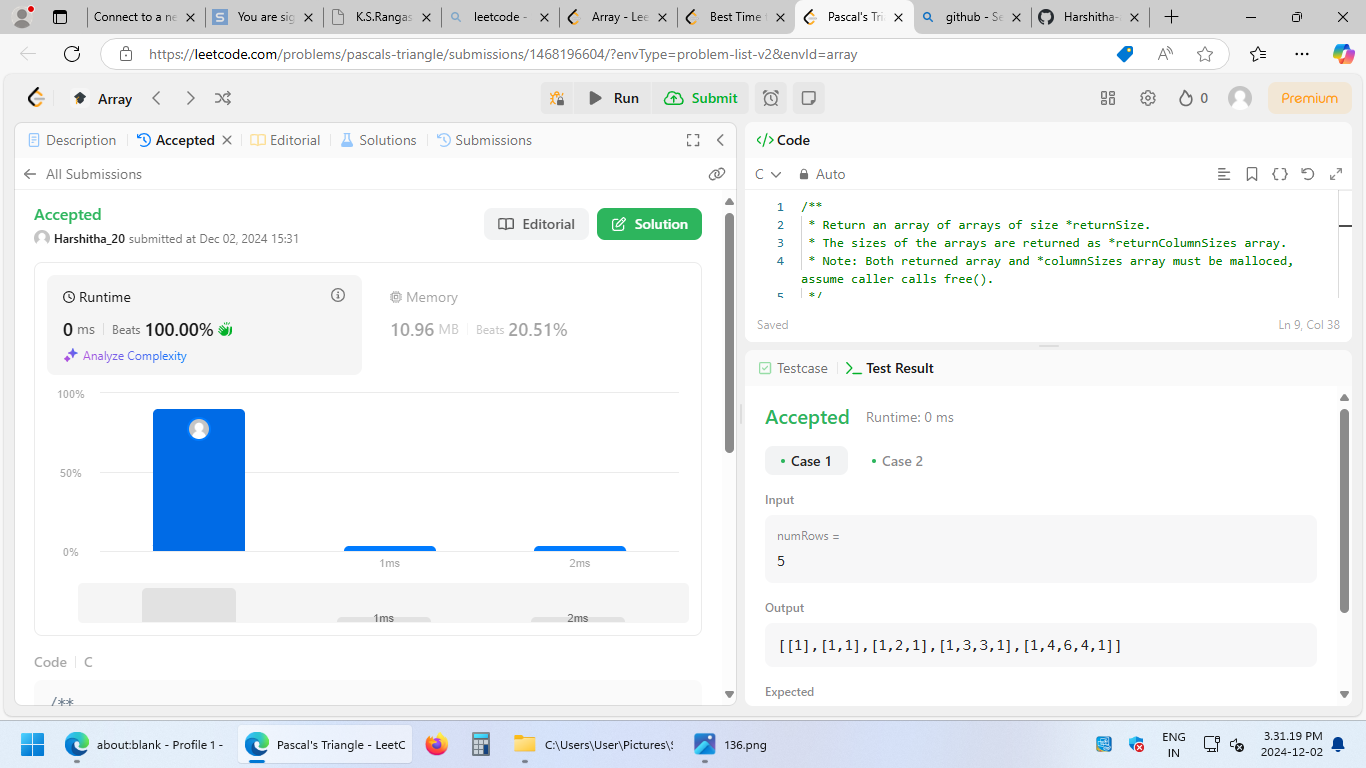 Connect to a ne
You are sig
K.S.Rangas
leetcode -
Array - Lee
Best Time t
Pascal's Tria
github - Se
Harshitha-
https://leetcode.com/problems/pascals-triangle/submissions/1468196604/?envType=problem-list-v2&envId=array
Array
Run
Submit
0
Premium
Description
Accepted
Editorial
Solutions
Submissions
All Submissions
Accepted
Harshitha_20 submitted at Dec 02, 2024 15:31
Editorial
Solution
Runtime
0 ms Beats 100.00%
Analyze Complexity
Memory
10.96 MB Beats 20.51%
100%
50%
0%
1ms
2ms
1ms
2ms
Code C
/**
Code
C
Auto
1 /**
2 * Return an array of arrays of size *returnSize.
3 * The sizes of the arrays are returned as *returnColumnSizes array.
4 * Note: Both returned array and *columnSizes array must be malloced,
assume caller calls free().
5 */
Saved
Ln 9, Col 38
Testcase
Test Result
Accepted
Runtime: 0 ms
Case 1
Case 2
Input
numRows =
5
Output
[[1],[1,1],[1,2,1],[1,3,3,1],[1,4,6,4,1]]
Expected
about:blank - Profile 1 -
Pascal's Triangle - LeetC
C:\Users\User\Pictures\S
136.png
ENG
IN
3.31.19 PM
2024-12-02